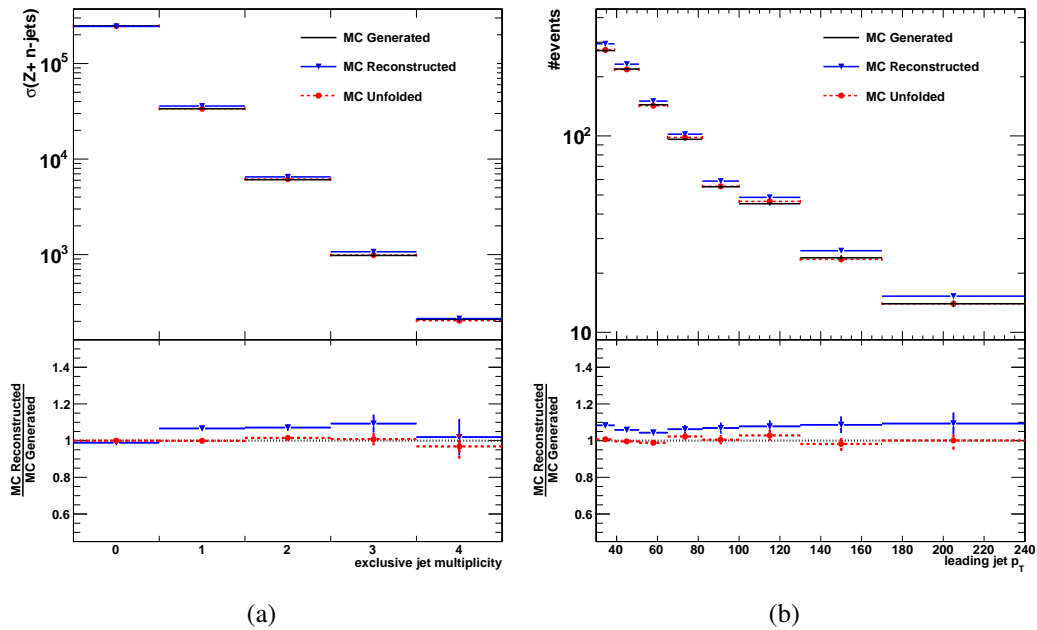 σ(Z+ n-jets)
10^5
10^4
10^3
MC Generated
MC Reconstructed
MC Unfolded
MC Reconstructed
MC Generated
1.4
1.2
1
0.8
0.6
0 1 2 3 4
exclusive jet multiplicity
(a)
#events
10^2
10
MC Generated
MC Reconstructed
MC Unfolded
MC Reconstructed
MC Generated
1.4
1.2
1
0.8
0.6
40 60 80 100 120 140 160 180 200 220 240
leading jet p_T
(b)